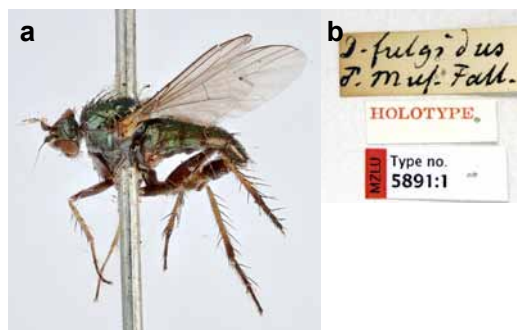 a
b
D. fulgidus
P. Mus. Fall.
HOLOTYPE.
MZLU
Type no.
5891:1